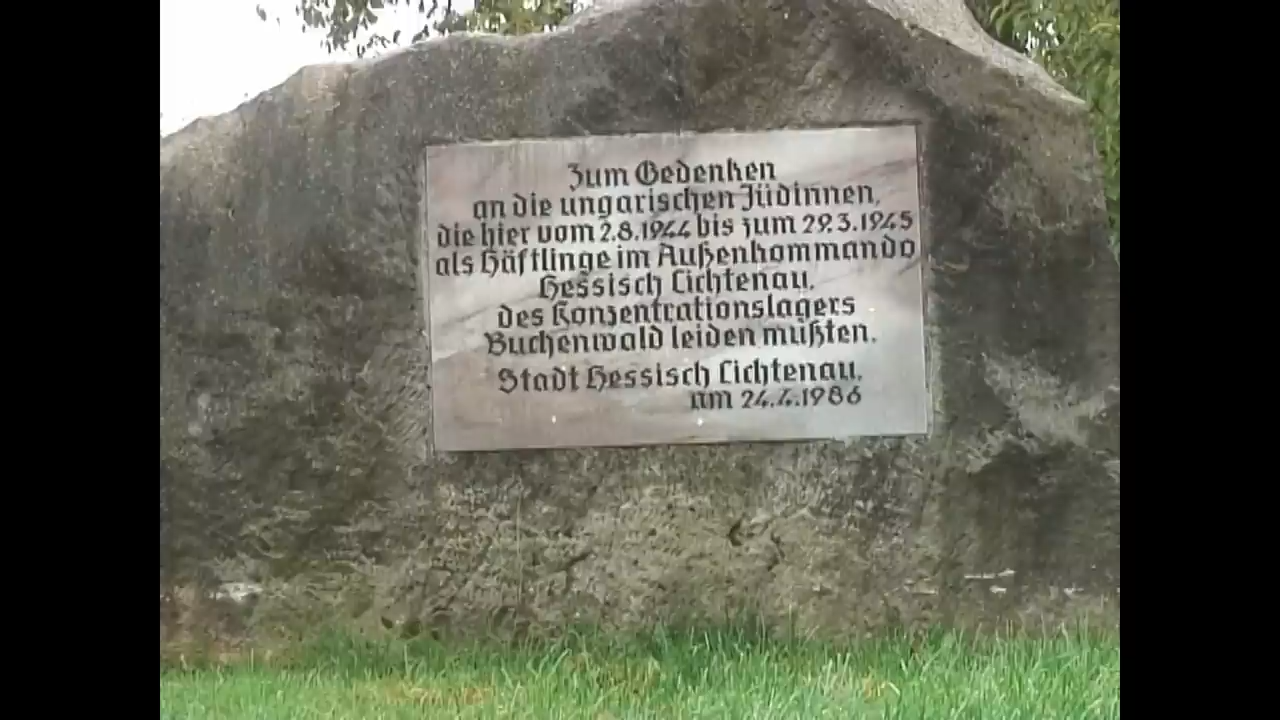 Zum Gedenken
an die ungarischen Jüdinnen,
die hier vom 2.8.1944 bis zum 29.3.1945
als Häftlinge im Außenkommando
Hessisch Lichtenau,
des Konzentrationslagers
Buchenwald leiden mußten.
Stadt Hessisch Lichtenau,
am 24.4.1986